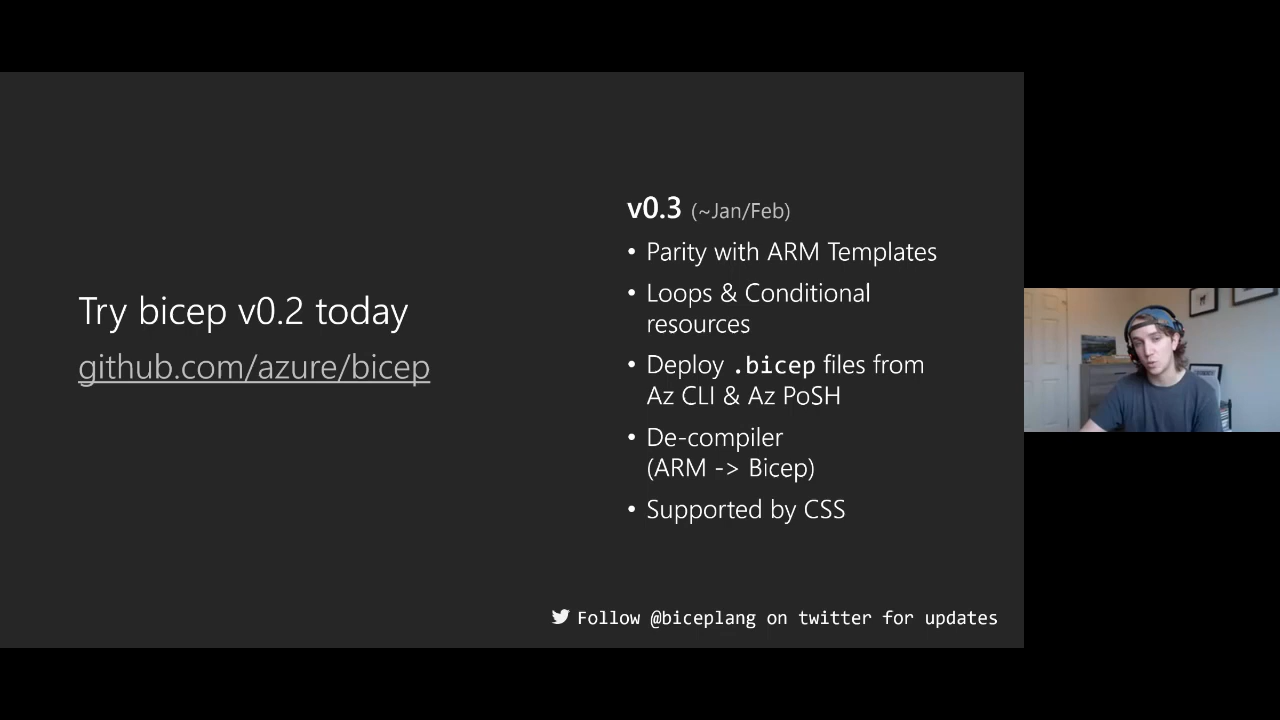 Try bicep v0.2 today
github.com/azure/bicep
v0.3 (~Jan/Feb)
• Parity with ARM Templates
• Loops & Conditional
resources
• Deploy .bicep files from
Az CLI & Az PoSH
• De-compiler
(ARM -> Bicep)
• Supported by CSS
Follow @biceplang on twitter for updates